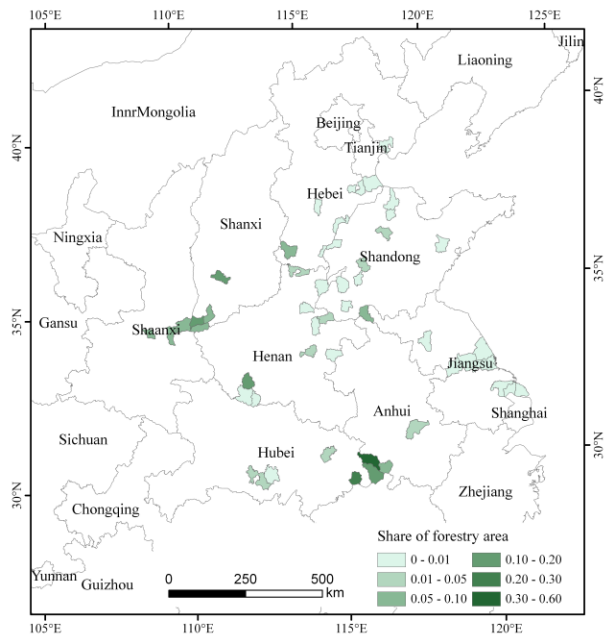 105°E 110°E 115°E 120°E 125°E
Jilin
Liaoning
40°N
InnrMongolia
Beijing
40°N
Tianjin
Hebei
Shanxi
Ningxia
Shandong
35°N
35°N
Gansu
Shaanxi
Henan
Jiangsu
Anhui
Shanghai
Sichuan
Hubei
30°N
30°N
Zhejiang
Chongqing
Share of forestry area
Yunnan
Guizhou
0 250 500
km
0 - 0.01 0.10 - 0.20
0.01 - 0.05 0.20 - 0.30
0.05 - 0.10 0.30 - 0.60
105°E 110°E 115°E 120°E